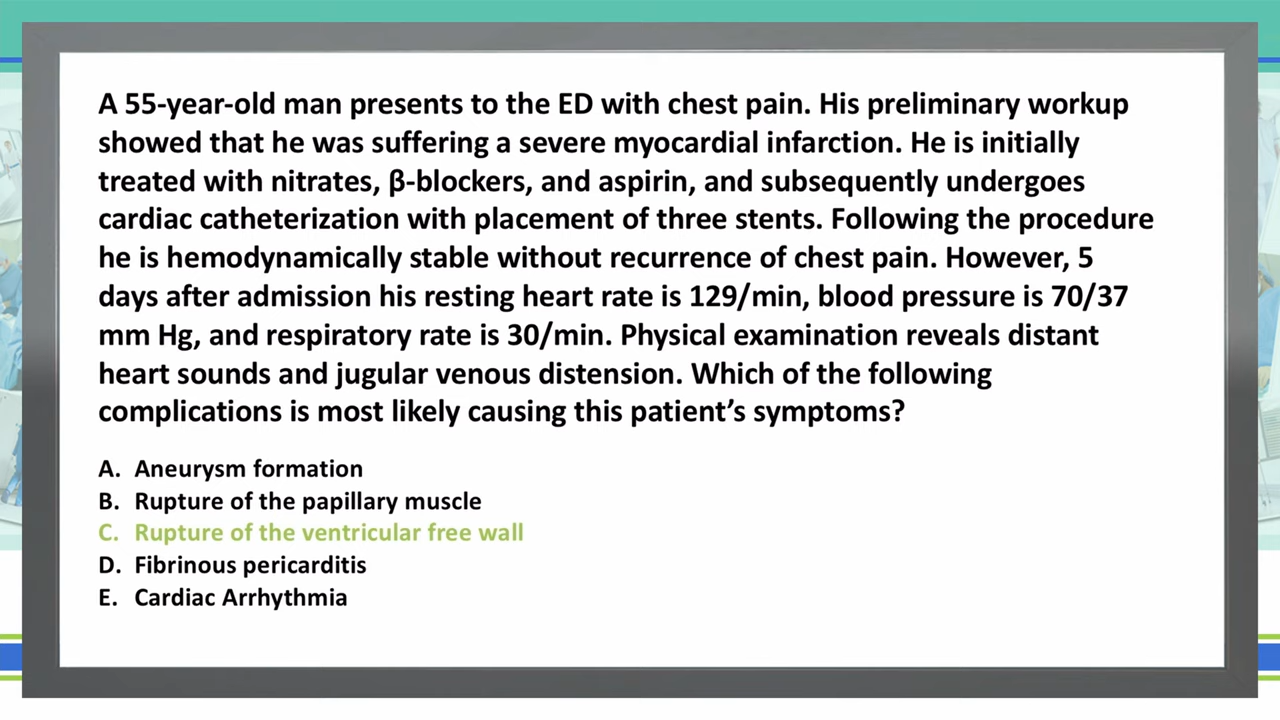 A 55-year-old man presents to the ED with chest pain. His preliminary workup
showed that he was suffering a severe myocardial infarction. He is initially
treated with nitrates, β-blockers, and aspirin, and subsequently undergoes
cardiac catheterization with placement of three stents. Following the procedure
he is hemodynamically stable without recurrence of chest pain. However, 5
days after admission his resting heart rate is 129/min, blood pressure is 70/37
mm Hg, and respiratory rate is 30/min. Physical examination reveals distant
heart sounds and jugular venous distension. Which of the following
complications is most likely causing this patient’s symptoms?
A. Aneurysm formation
B. Rupture of the papillary muscle
C. Rupture of the ventricular free wall
D. Fibrinous pericarditis
E. Cardiac Arrhythmia